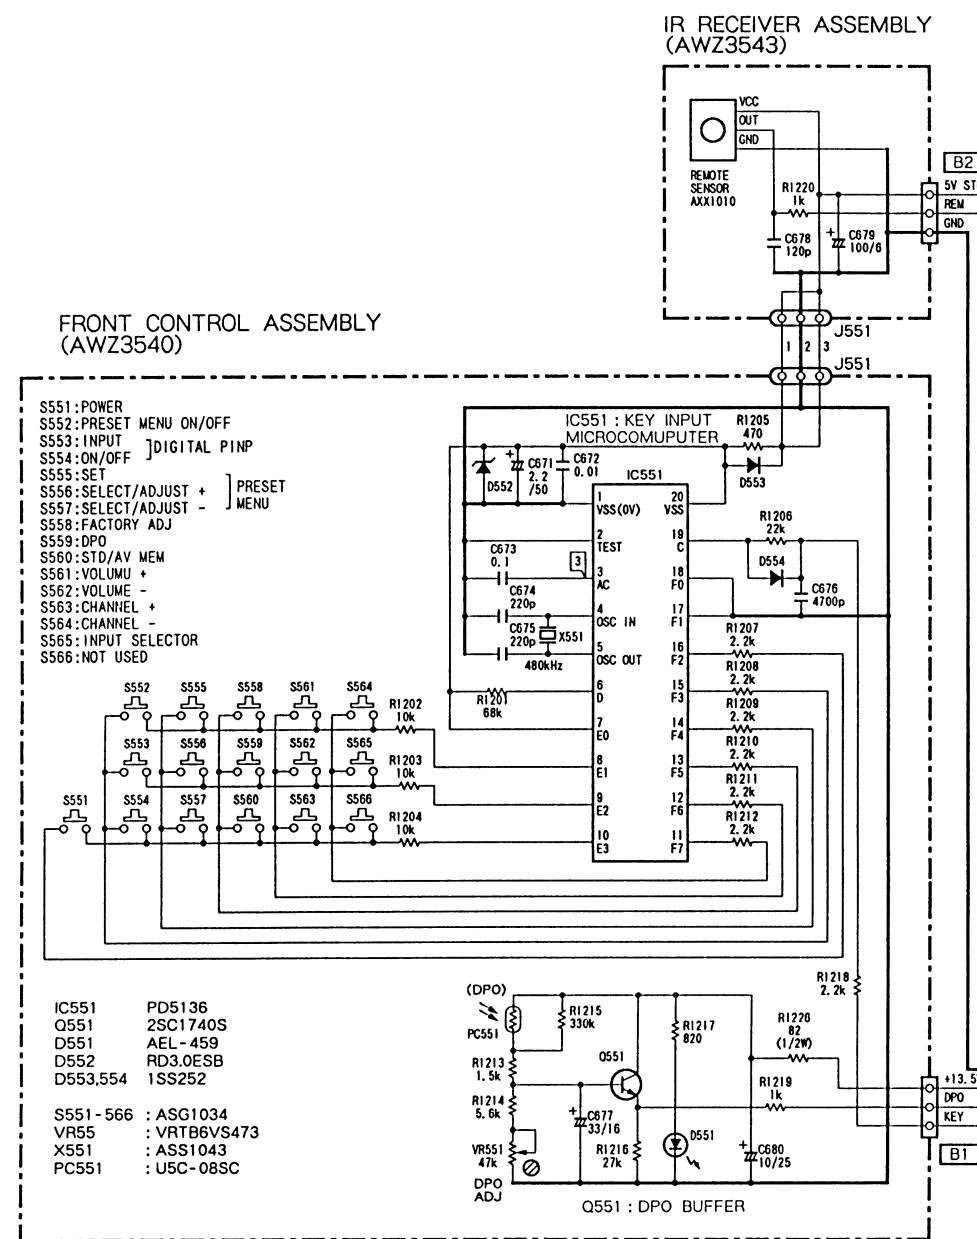 IR RECEIVER ASSEMBLY
(AWZ3543)
VCC
OUT
GND
REMOTE
SENSOR
AXX1010
R1220
1k
C678
120p
+
C679
100/6
B2
5V ST
REM
GND
J551
1 2 3
J551
FRONT CONTROL ASSEMBLY
(AWZ3540)
S551:POWER
S552:PRESET MENU ON/OFF
S553:INPUT
S554:ON/OFF
]DIGITAL PINP
S555:SET
S556:SELECT/ADJUST +
S557:SELECT/ADJUST -
PRESET
MENU
S558:FACTORY ADJ
S559:DPO
S560:STD/AV MEM
S561:VOLUMU +
S562:VOLUME -
S563:CHANNEL +
S564:CHANNEL -
S565:INPUT SELECTOR
S566:NOT USED
IC551 : KEY INPUT
MICROCOMUPUTER
R1205
470
D553
D552
+
C671
2.2
/50
C672
0.01
IC551
1
VSS(0V)
2
TEST
3
AC
4
OSC IN
5
OSC OUT
6
D
7
E0
8
E1
9
E2
10
E3
20
VSS
19
C
18
F0
17
F1
16
F2
15
F3
14
F4
13
F5
12
F6
11
F7
3
C673
0.1
C674
220p
C675
220p
X551
480kHz
R1201
68k
R1206
22k
D554
C676
4700p
R1207
2.2k
R1208
2.2k
R1209
2.2k
R1210
2.2k
R1211
2.2k
R1212
2.2k
S552 S555 S558 S561 S564
R1202
10k
S553 S556 S559 S562 S565
R1203
10k
S551 S554 S557 S560 S563 S566
R1204
10k
R1218
2.2k
IC551 PD5136
Q551 2SC1740S
D551 AEL-459
D552 RD3.0ESB
D553,554 1SS252
S551-566 : ASG1034
VR55 : VRTB6VS473
X551 : ASS1043
PC551 : U5C-08SC
(DPO)
PC551
R1215
330k
R1213
1.5k
R1214
5.6k
VR551
47k
DPO
ADJ
Q551
+
C677
33/16
R1216
27k
R1217
820
D551
+
C680
10/25
R1226
82
(1/2W)
R1219
1k
+13.5
DPO
KEY
B1
Q551 : DPO BUFFER